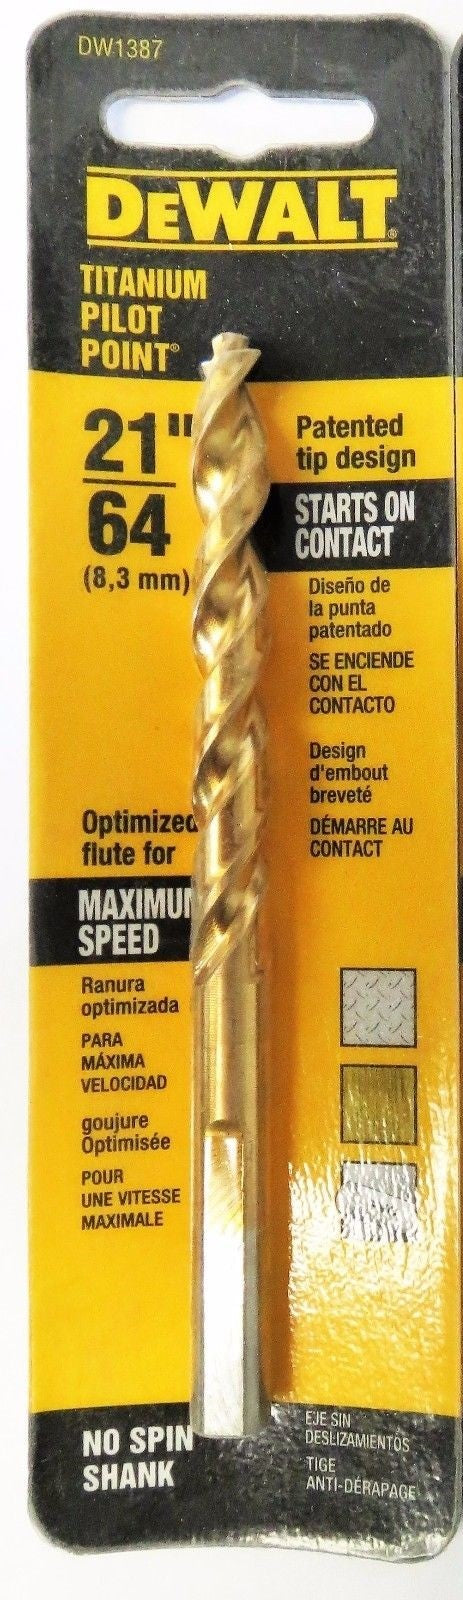 DW1387
DEWALT®
TITANIUM
PILOT
POINT®
21"
64
(8,3 mm)
Patented
tip design
STARTS ON
CONTACT
Diseño de
la punta
patentado
SE ENCIENDE
CON EL
CONTACTO
Design
d'embout
breveté
DÉMARRE AU
CONTACT
Optimized
flute for
MAXIMUM
SPEED
Ranura
optimizada
PARA
MÁXIMA
VELOCIDAD
goujure
Optimisée
POUR
UNE VITESSE
MAXIMALE
NO SPIN
SHANK
EJE SIN
DESLIZAMIENTOS
TIGE
ANTI-DÉRAPAGE